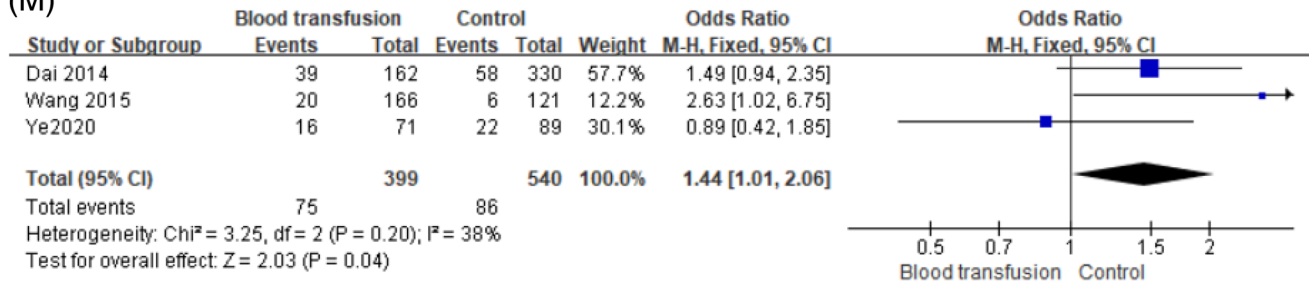 (M)
Blood transfusion Control Odds Ratio Odds Ratio
Study or Subgroup Events Total Events Total Weight M-H, Fixed, 95% CI M-H, Fixed, 95% CI
Dai 2014 39 162 58 330 57.7% 1.49 [0.94, 2.35]
Wang 2015 20 166 6 121 12.2% 2.63 [1.02, 6.75]
Ye2020 16 71 22 89 30.1% 0.89 [0.42, 1.85]
Total (95% CI) 399 540 100.0% 1.44 [1.01, 2.06]
Total events 75 86
Heterogeneity: Chi² = 3.25, df = 2 (P = 0.20); I² = 38%
Test for overall effect: Z = 2.03 (P = 0.04)
0.5 0.7 1 1.5 2
Blood transfusion Control